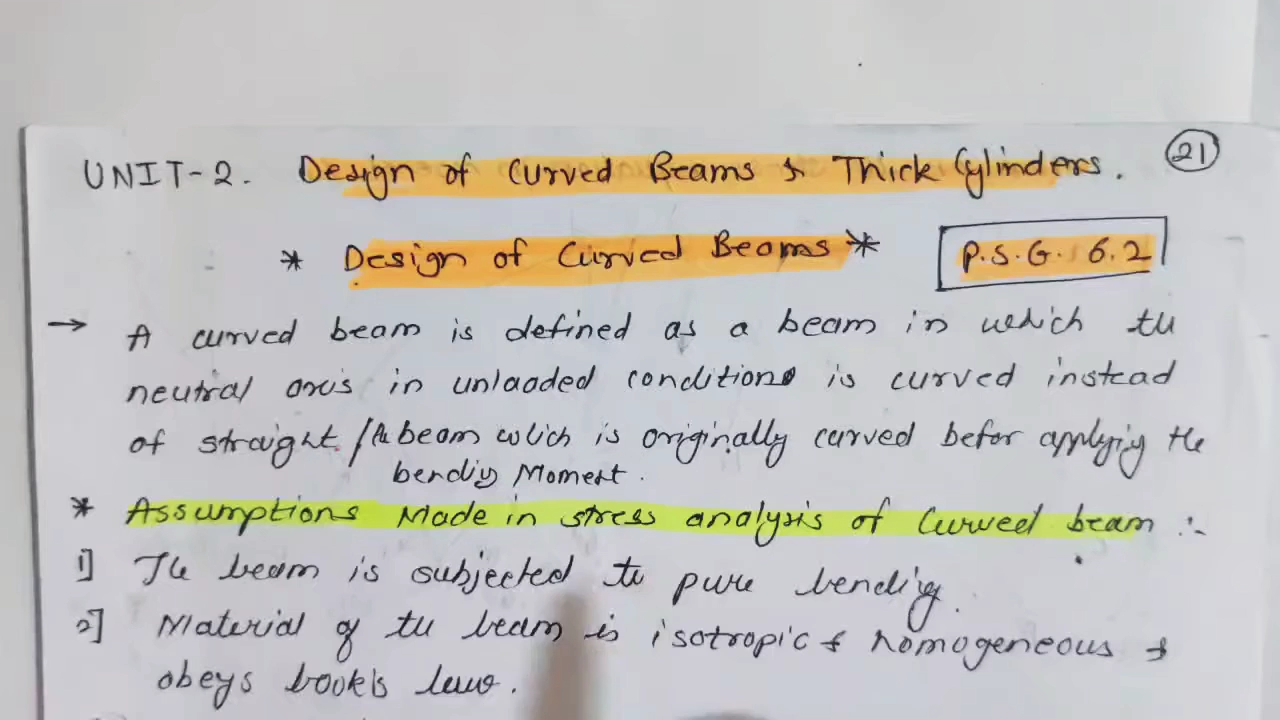 UNIT-2. Design of Curved Beams & Thick Cylinders. 21
* Design of Curved Beams * P.S.G. 6.2
→ A curved beam is defined as a beam in which the
neutral axis in unlaoded conditions is curved instead
of straight / A beam which is originally curved befor applying the
bending Moment.
* Assumptions Made in stress analysis of Curved beam :-
1] The beam is subjected to pure bending.
2] Material of the beam is isotropic & homogeneous &
obeys hook's law.